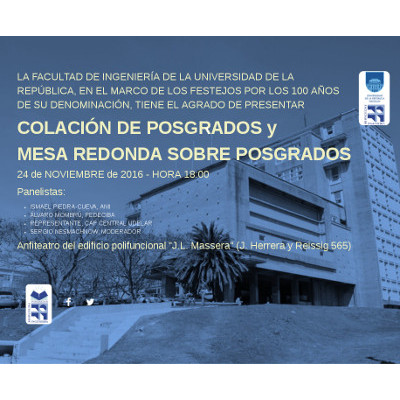 LA FACULTAD DE INGENIERÍA DE LA UNIVERSIDAD DE LA
REPÚBLICA, EN EL MARCO DE LOS FESTEJOS POR LOS 100 AÑOS
DE SU DENOMINACIÓN, TIENE EL AGRADO DE PRESENTAR
COLACIÓN DE POSGRADOS y
MESA REDONDA SOBRE POSGRADOS
24 de NOVIEMBRE de 2016 - HORA 18:00
Panelistas:
ISMAEL PIEDRA-CUEVA, ANII
ÁLVARO MOMBRÚ, PEDECIBA
REPRESENTANTE, CAP CENTRAL UDELAR
SERGIO NESMACHNOW, MODERADOR
Anfiteatro del edificio polifuncional "J.L. Massera" (J. Herrera y Reissig 565)